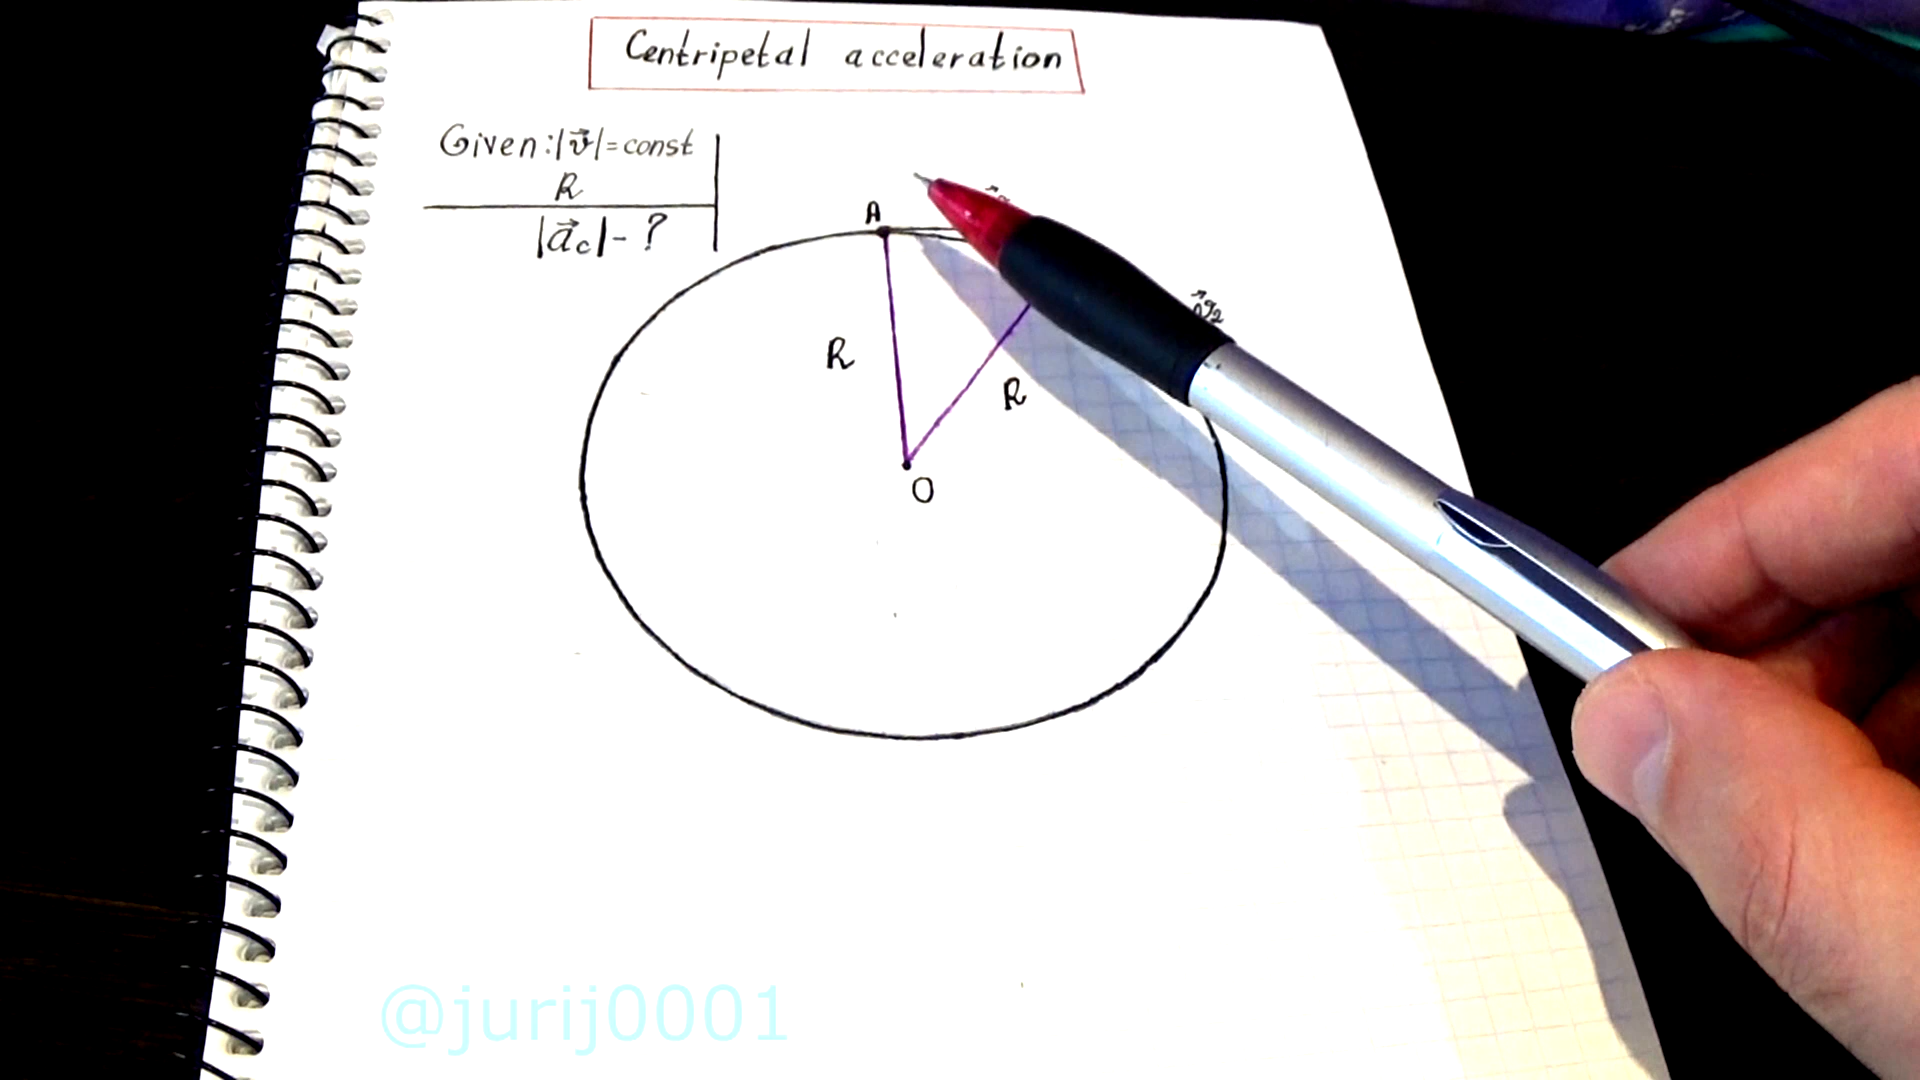 Centripetal acceleration
Given: |v⃗| = const
R
|a⃗c| - ?
A
v⃗2
R
R
O
@jurij0001